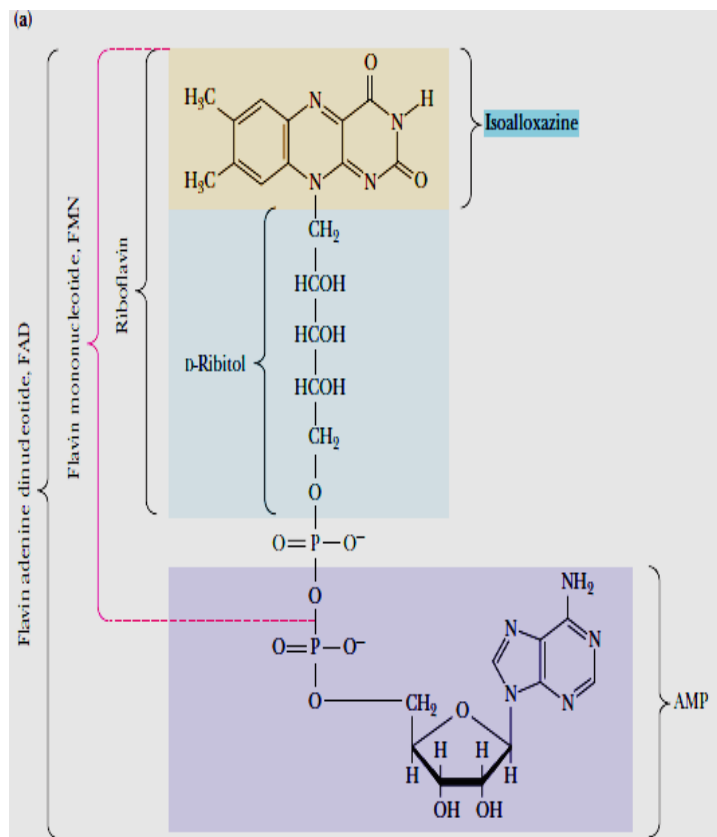 (a)
Flavin adenine dinucleotide, FAD
Flavin mononucleotide, FMN
Riboflavin
O
H₃C
N
O
N
H
Isoalloxazine
H₃C
N
N
O
CH₂
HCOH
D-Ribitol
HCOH
HCOH
CH₂
O
O=P—O⁻
O
O=P—O⁻
NH₂
N
N
O
CH₂
O
N
N
AMP
H
H
H
H
OH
OH